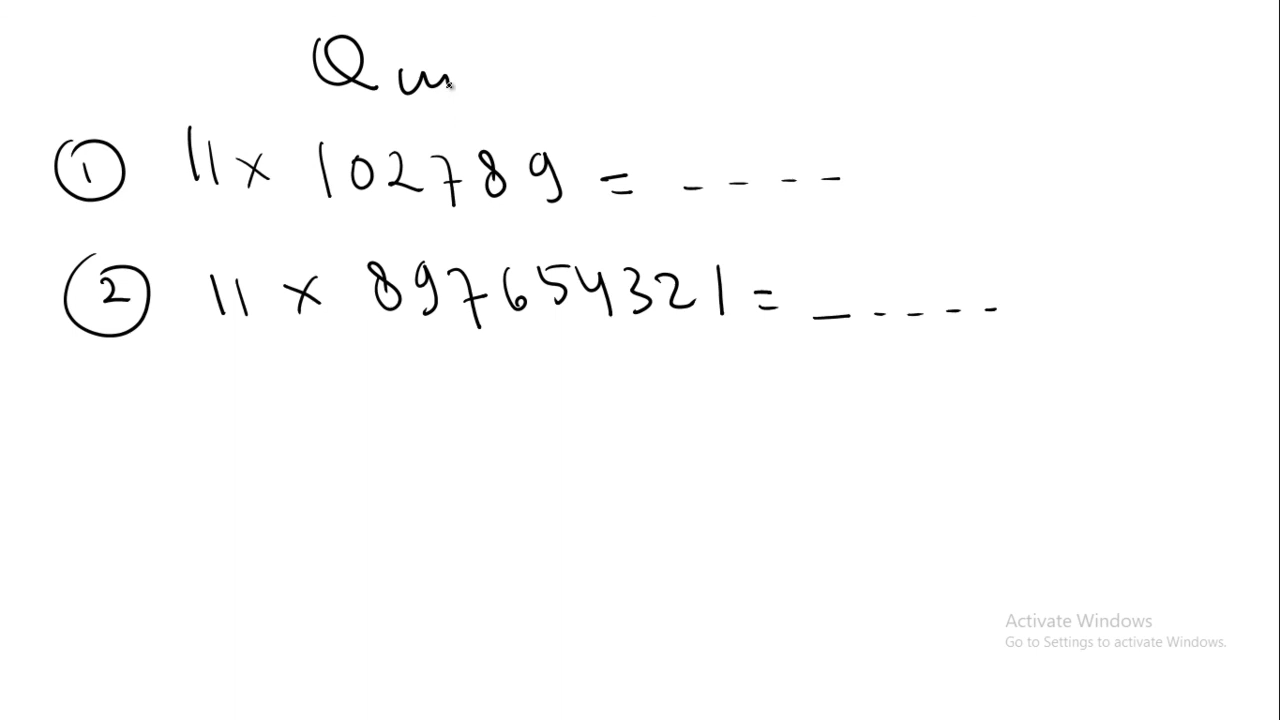 Qu
① 11 × 102789 = - - - -
② 11 × 897654321 = - - - - -
Activate Windows
Go to Settings to activate Windows.